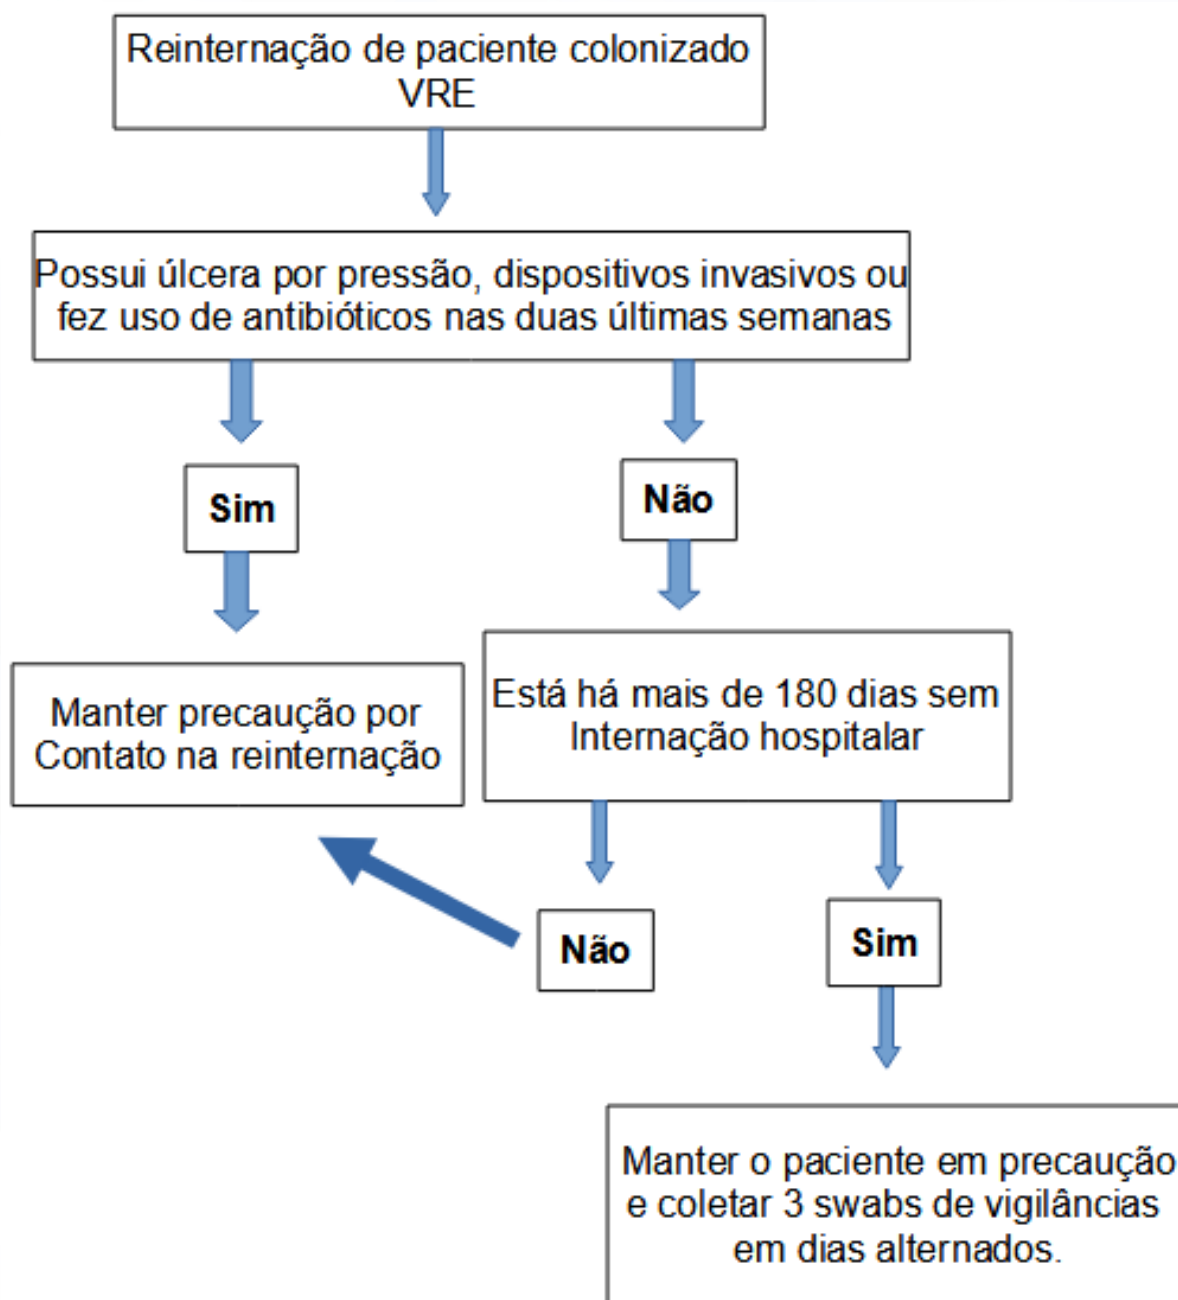 Reinternação de paciente colonizado
VRE
Possui úlcera por pressão, dispositivos invasivos ou
fez uso de antibióticos nas duas últimas semanas
Sim
Não
Manter precaução por
Contato na reinternação
Está há mais de 180 dias sem
Internação hospitalar
Não
Sim
Manter o paciente em precaução
e coletar 3 swabs de vigilâncias
em dias alternados.